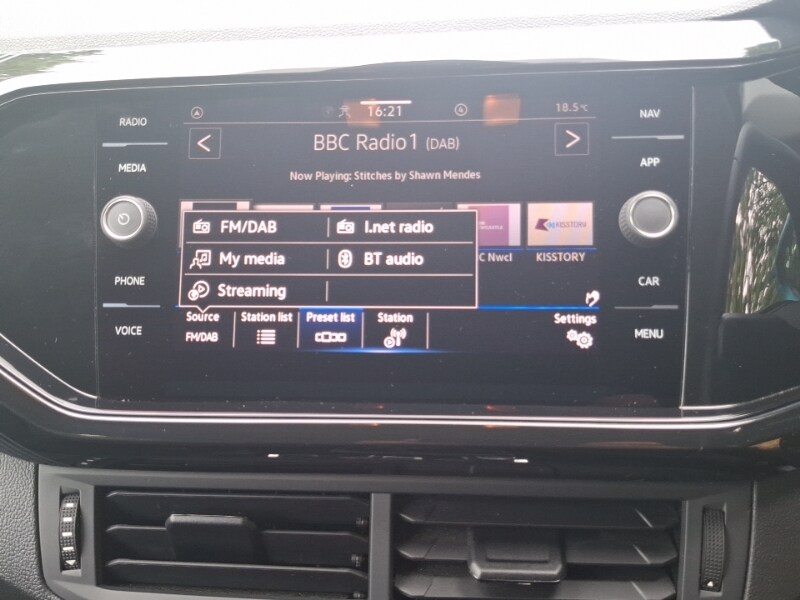 RADIO
MEDIA
PHONE
VOICE
NAV
APP
CAR
MENU
16:21
18.5°C
< BBC Radio1 (DAB) >
Now Playing: Stitches by Shawn Mendes
FM/DAB I.net radio
My media BT audio
Streaming
KISSTORY
C Nwcl KISSTORY
Source Station list Preset list Station Settings
FM/DAB